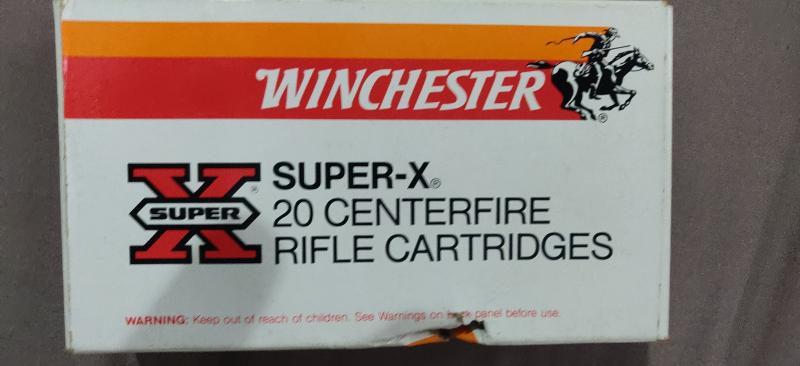 WINCHESTER
®
SUPER-X®
X SUPER ®
20 CENTERFIRE
RIFLE CARTRIDGES
WARNING: Keep out of reach of children. See Warnings on panel before use.